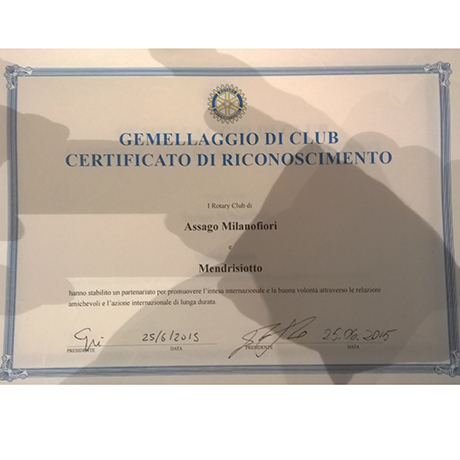 GEMELLAGGIO DI CLUB
CERTIFICATO DI RICONOSCIMENTO
I Rotary Club di
Assago Milanofiori
e
Mendrisiotto
hanno stabilito un partenariato per promuovere l'intesa internazionale e la buona volontà attraverso le relazioni
amichevoli e l'azione internazionale di lunga durata.
25/6/2015 25.06.2015
PRESIDENTE DATA PRESIDENTE DATA